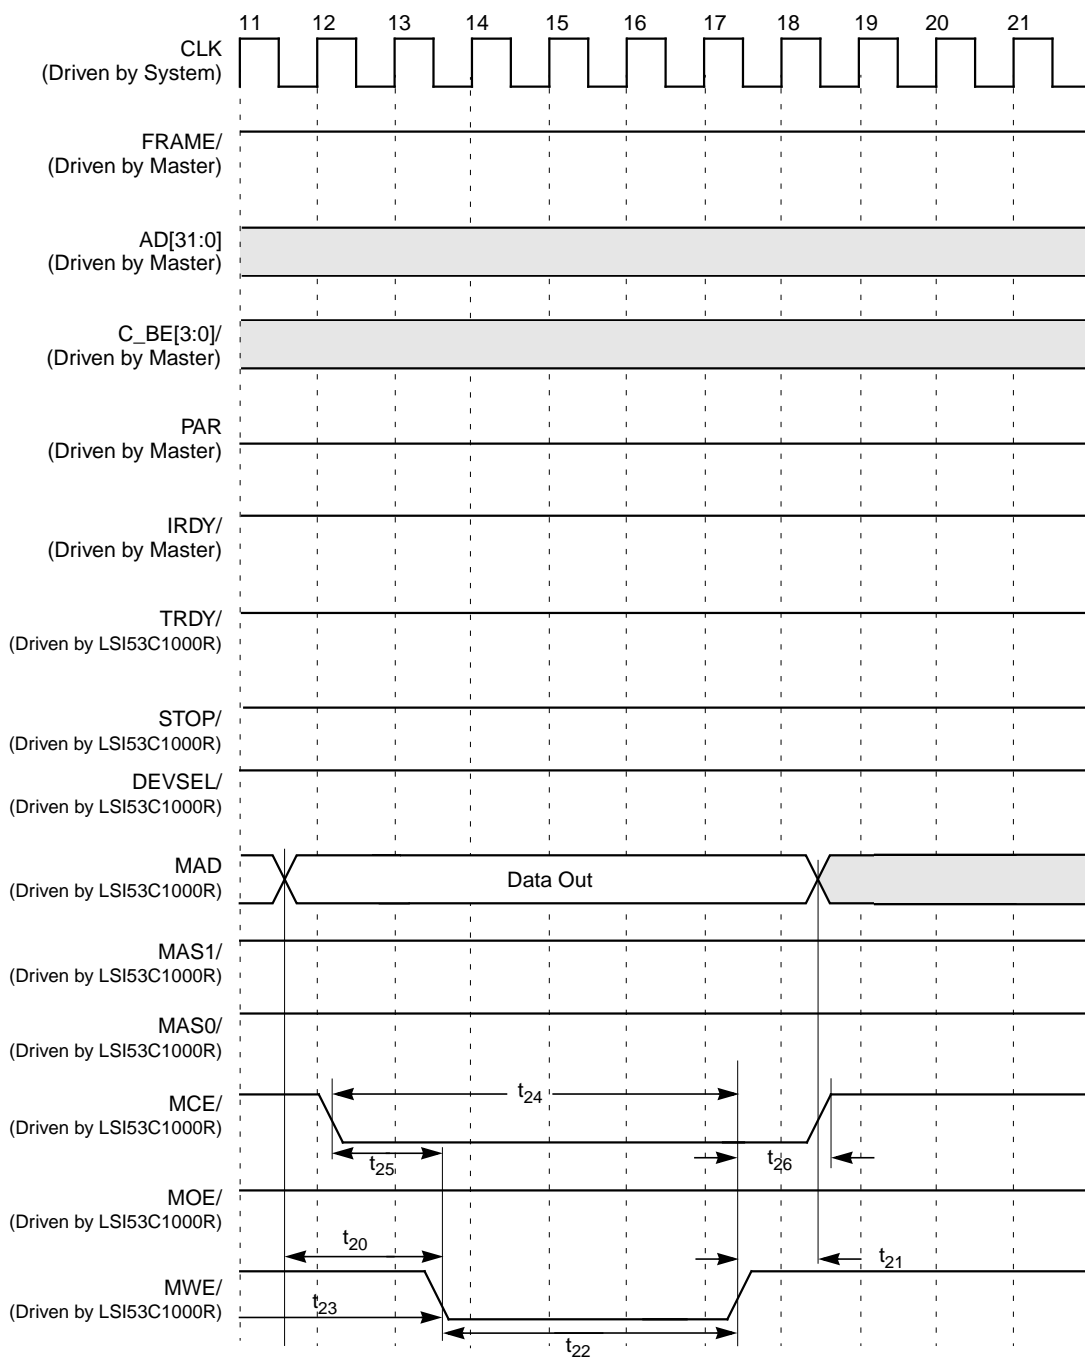 11 12 13 14 15 16 17 18 19 20 21
CLK
(Driven by System)
FRAME/
(Driven by Master)
AD[31:0]
(Driven by Master)
C_BE[3:0]/
(Driven by Master)
PAR
(Driven by Master)
IRDY/
(Driven by Master)
TRDY/
(Driven by LSI53C1000R)
STOP/
(Driven by LSI53C1000R)
DEVSEL/
(Driven by LSI53C1000R)
MAD
(Driven by LSI53C1000R)
Data Out
MAS1/
(Driven by LSI53C1000R)
MAS0/
(Driven by LSI53C1000R)
t24
MCE/
(Driven by LSI53C1000R)
t25
t26
MOE/
(Driven by LSI53C1000R)
t20
t21
MWE/
(Driven by LSI53C1000R)
t23
t22